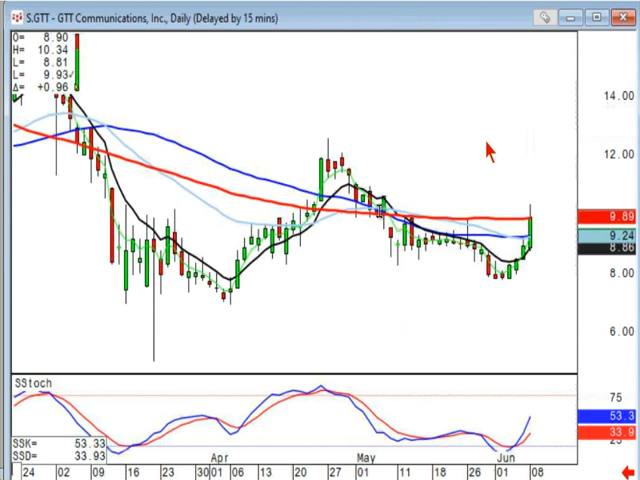 S.GTT - GTT Communications, Inc., Daily (Delayed by 15 mins)
O= 8.90
H= 10.34
L= 8.81
L= 9.93✓
Δ= +0.96
14.00
12.00
9.89
9.24
8.86
8.00
6.00
SStoch
75
53.3
33.9
25
SSK= 53.33
SSD= 33.93
Apr May Jun
24 02 09 16 23 30 01 06 13 20 27 01 11 18 26 01 08